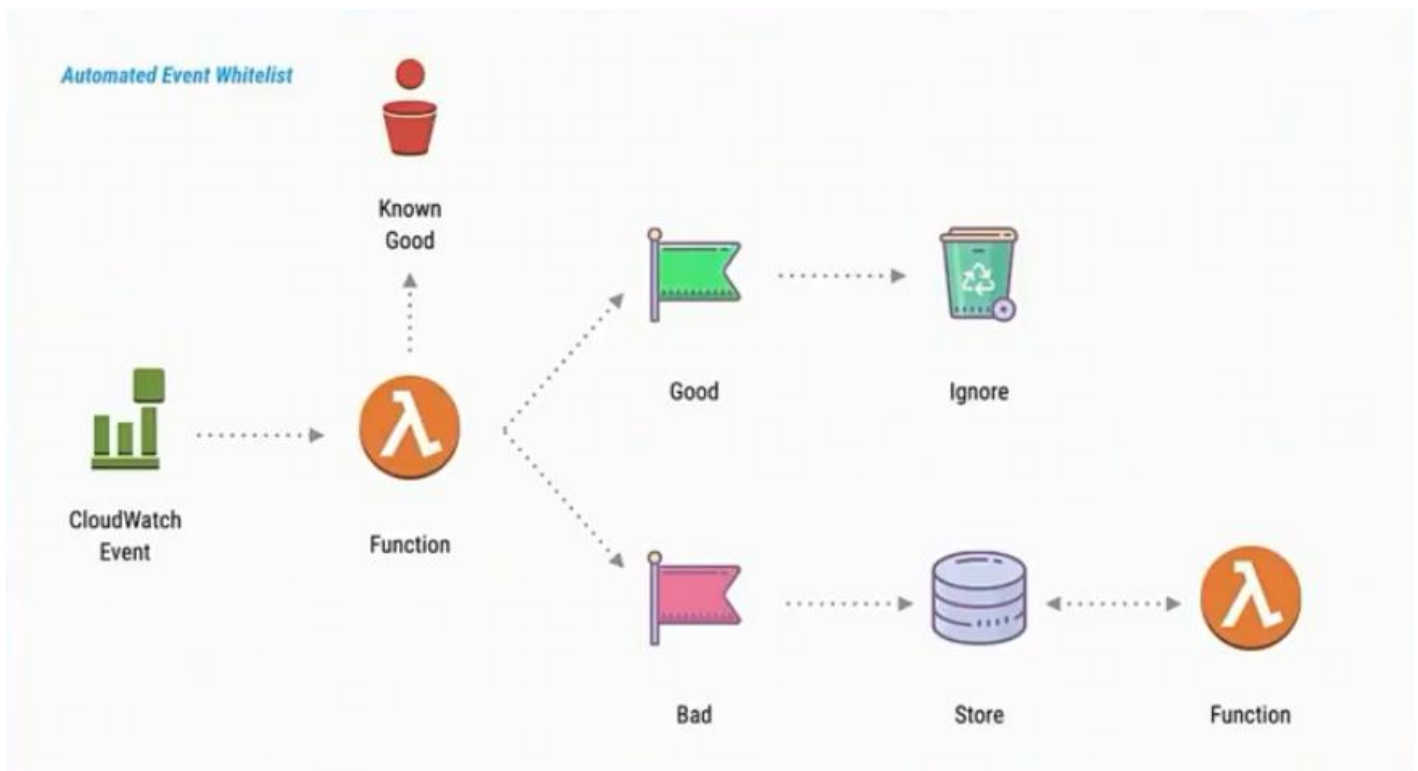 Automated Event Whitelist
Known
Good
Good
Ignore
CloudWatch
Event
Function
Bad
Store
Function